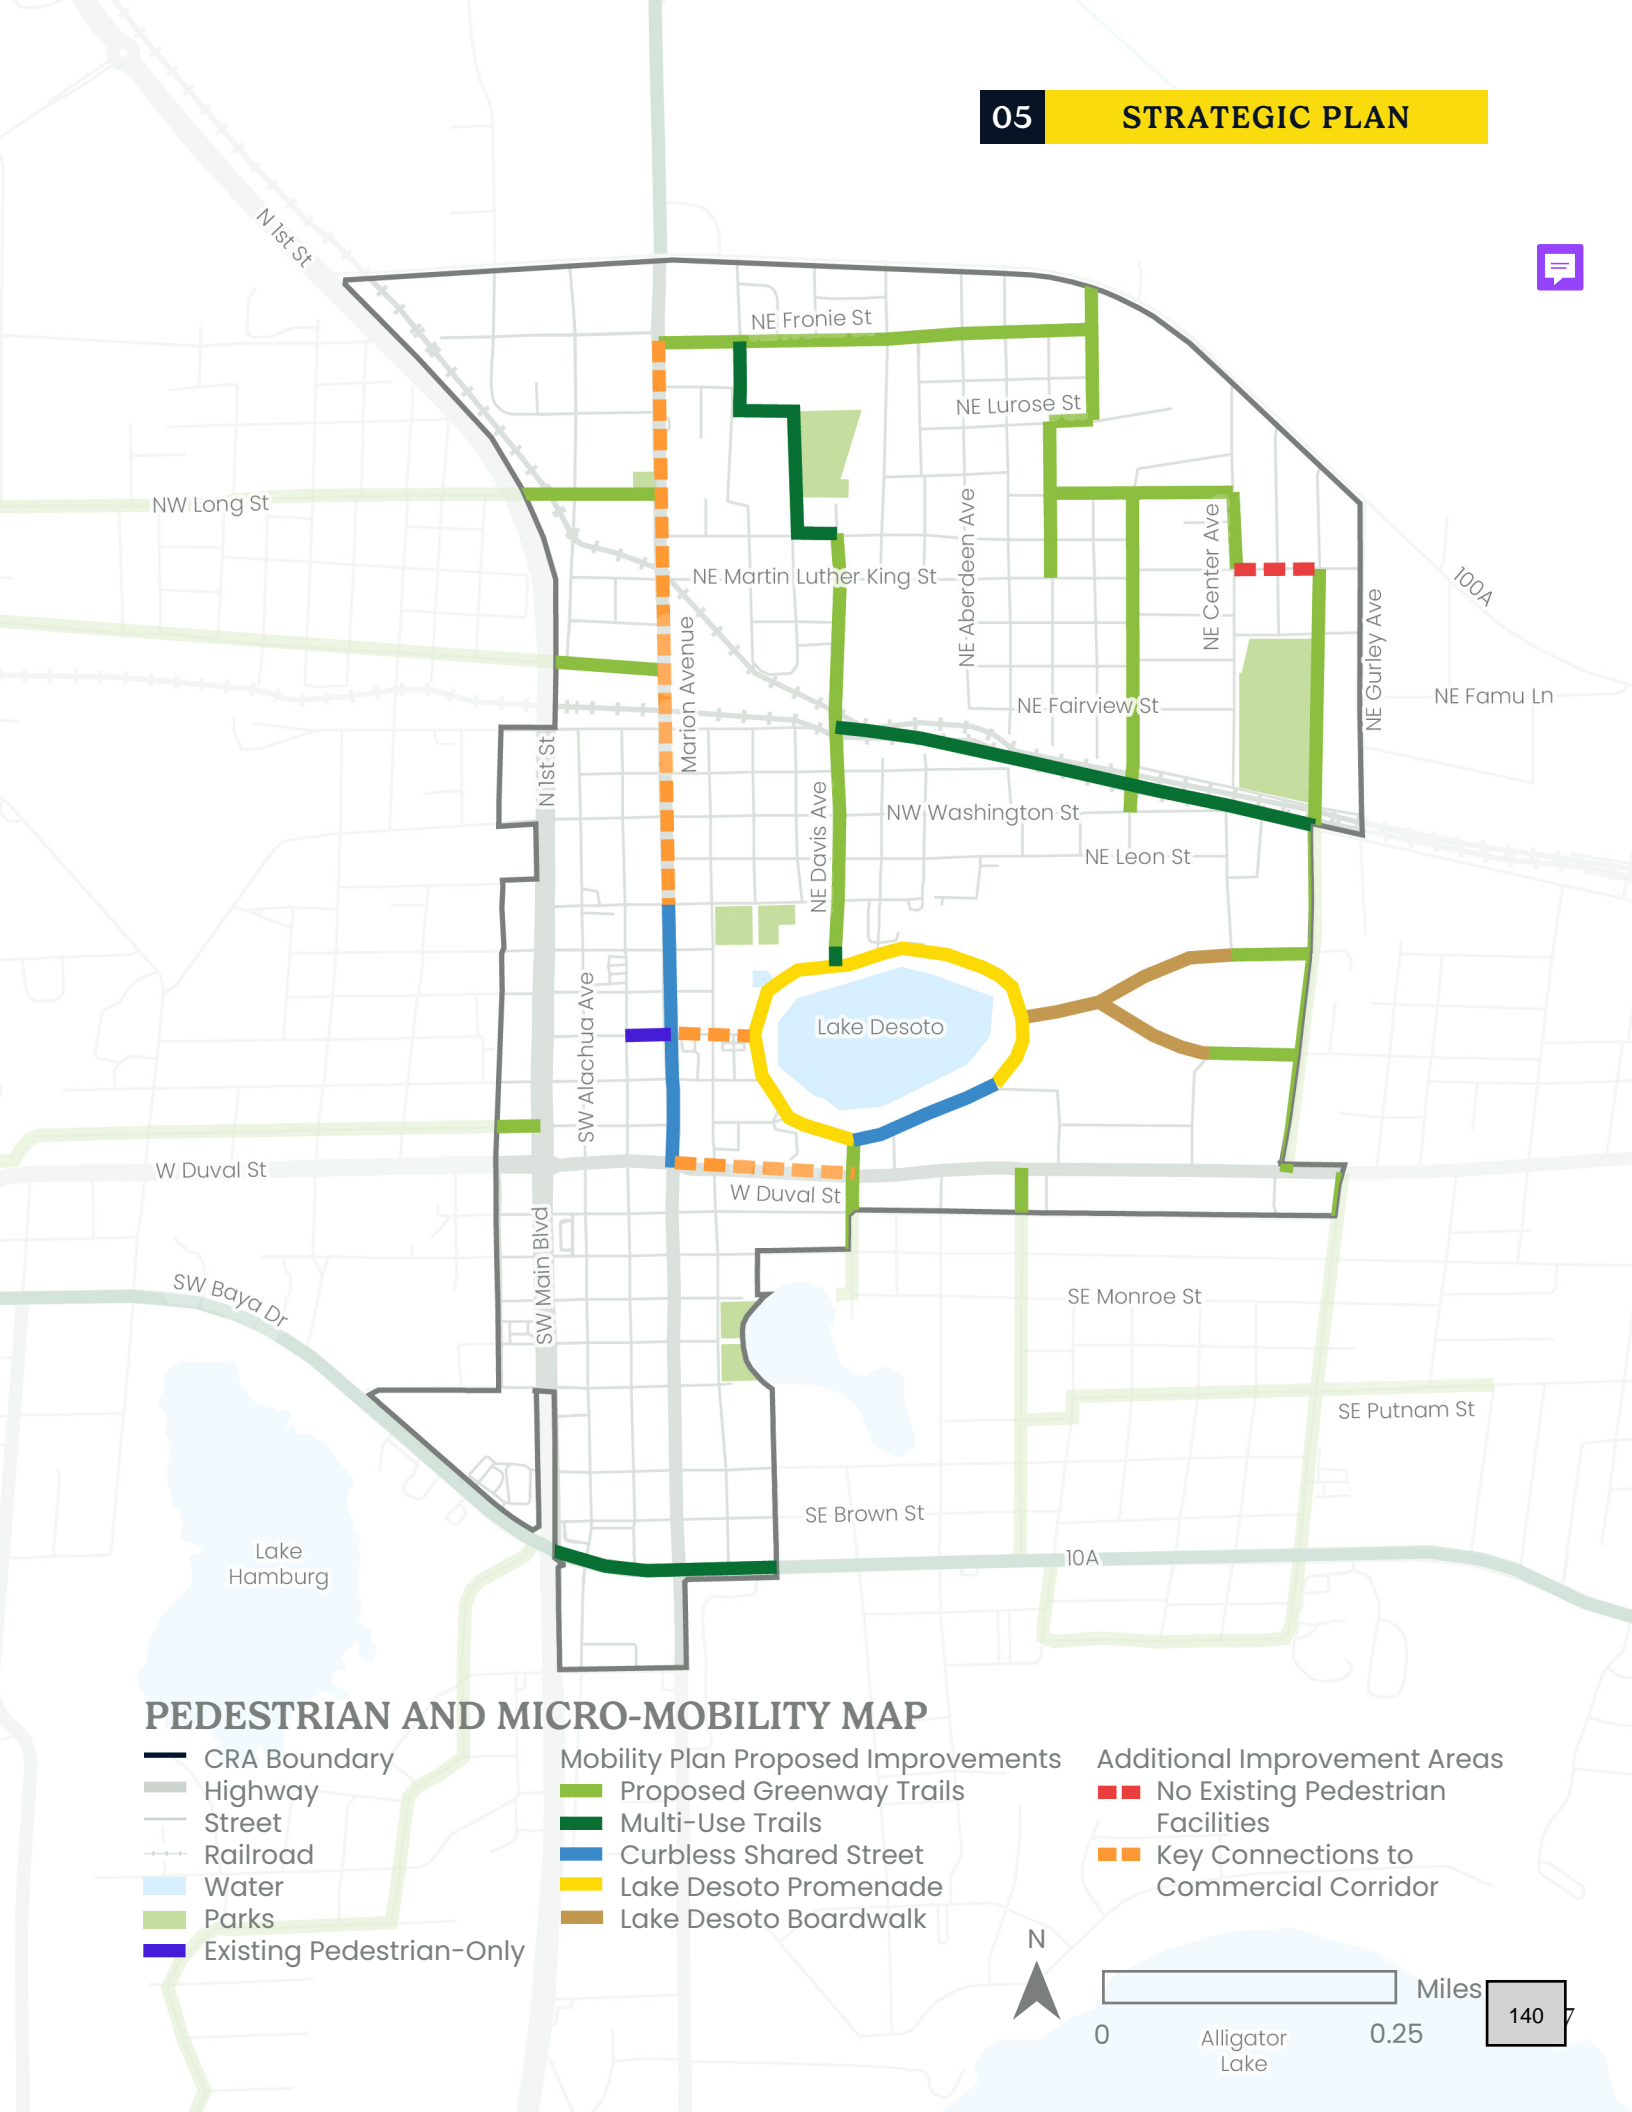 05 STRATEGIC PLAN
N 1st St
NE Fronie St
NE Lurose St
NW Long St
NE Martin Luther King St
NE Aberdeen Ave
NE Center Ave
100A
NE Gurley Ave
Marion Avenue
NE Fairview St
NE Famu Ln
N 1st St
NE Davis Ave
NW Washington St
NE Leon St
SW Alachua Ave
Lake Desoto
W Duval St
W Duval St
SW Main Blvd
SW Baya Dr
SE Monroe St
SE Putnam St
SE Brown St
Lake
Hamburg
10A
PEDESTRIAN AND MICRO-MOBILITY MAP
CRA Boundary
Highway
Street
Railroad
Water
Parks
Existing Pedestrian-Only
Mobility Plan Proposed Improvements
Proposed Greenway Trails
Multi-Use Trails
Curbless Shared Street
Lake Desoto Promenade
Lake Desoto Boardwalk
Additional Improvement Areas
No Existing Pedestrian
Facilities
Key Connections to
Commercial Corridor
N
Miles
0 0.25
Alligator
Lake
140